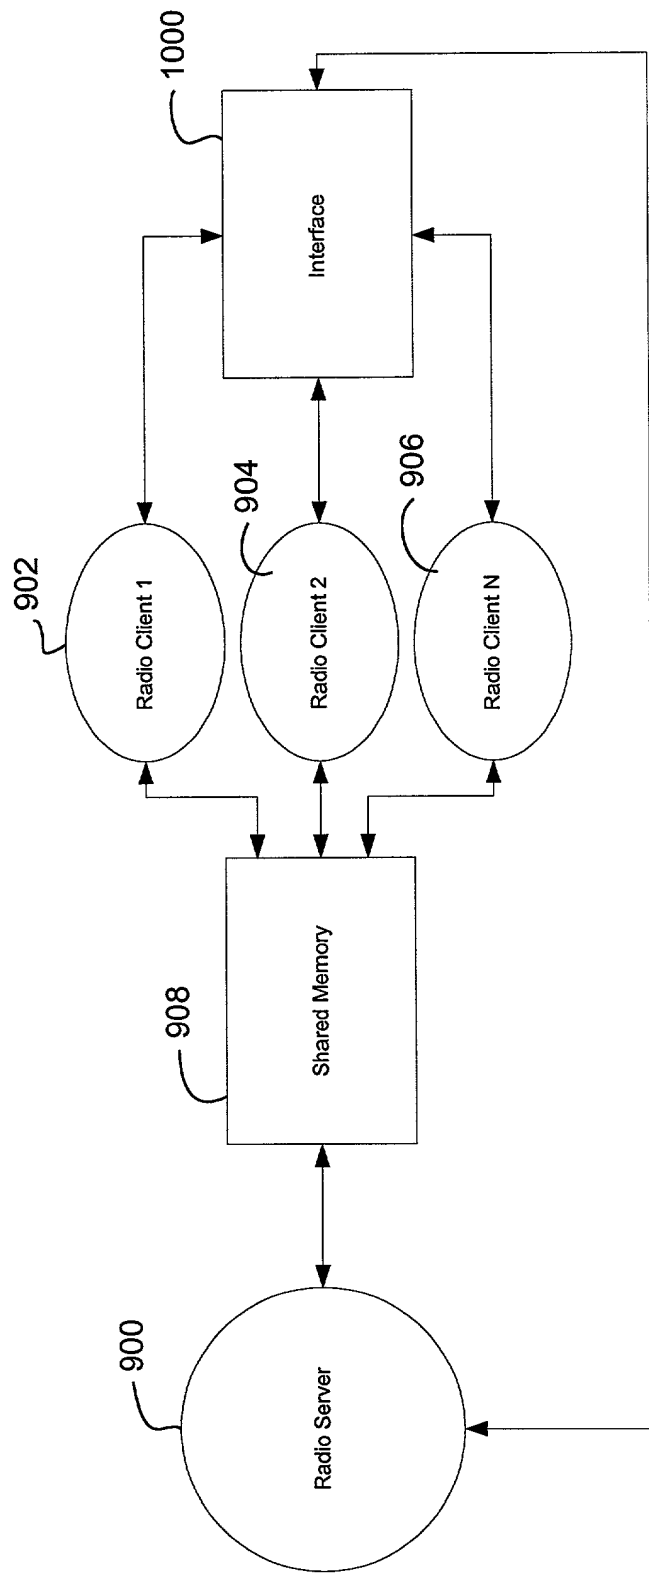 900
Radio Server
908
Shared Memory
902
Radio Client 1
904
Radio Client 2
906
Radio Client N
1000
Interface